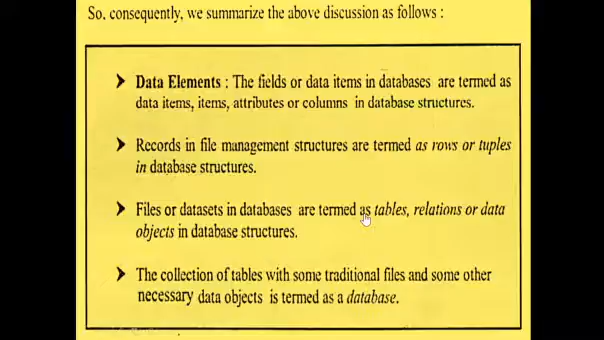 So, consequently, we summarize the above discussion as follows :
➤ Data Elements : The fields or data items in databases are termed as
data items, items, attributes or columns in database structures.
➤ Records in file management structures are termed as rows or tuples
in database structures.
➤ Files or datasets in databases are termed as tables, relations or data
objects in database structures.
➤ The collection of tables with some traditional files and some other
necessary data objects is termed as a database.